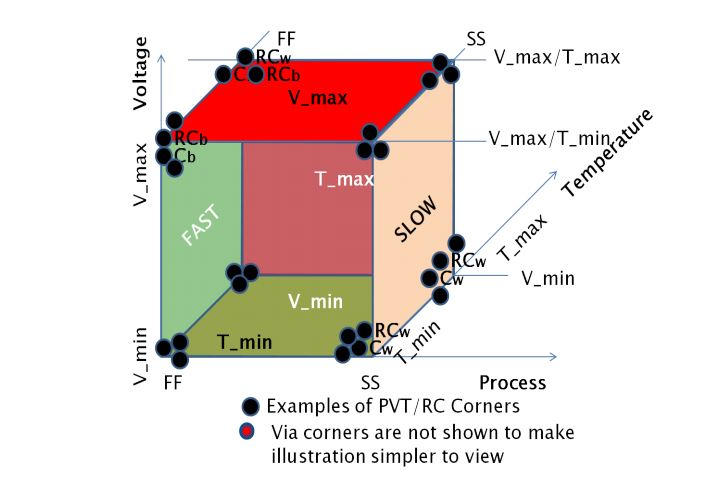 FF
SS
Voltage
RCw
V_max/T_max
C
RCb
V_max
RCb
V_max/T_min
Cb
Temperature
V_max
T_max
FAST
SLOW
T_max
RCw
Cw
V_min
V_min
RCw
T_min
Cw
T_min
V_min
FF
SS
Process
Examples of PVT/RC Corners
Via corners are not shown to make
illustration simpler to view